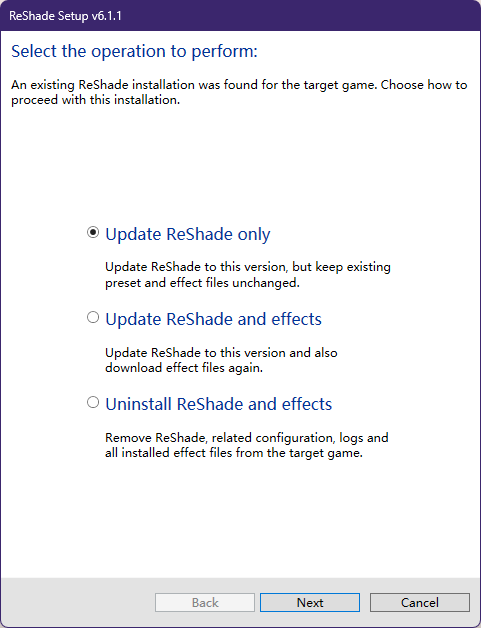 ReShade Setup v6.1.1
Select the operation to perform:
An existing ReShade installation was found for the target game. Choose how to
proceed with this installation.
Update ReShade only
Update ReShade to this version, but keep existing
preset and effect files unchanged.
Update ReShade and effects
Update ReShade to this version and also
download effect files again.
Uninstall ReShade and effects
Remove ReShade, related configuration, logs and
all installed effect files from the target game.
Back Next Cancel